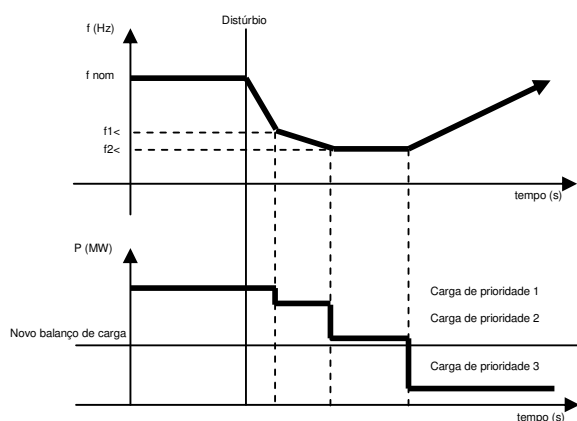 Distúrbio
f (Hz)
f nom
f1<
f2<
tempo (s)
P (MW)
Carga de prioridade 1
Carga de prioridade 2
Novo balanço de carga
Carga de prioridade 3
tempo (s)